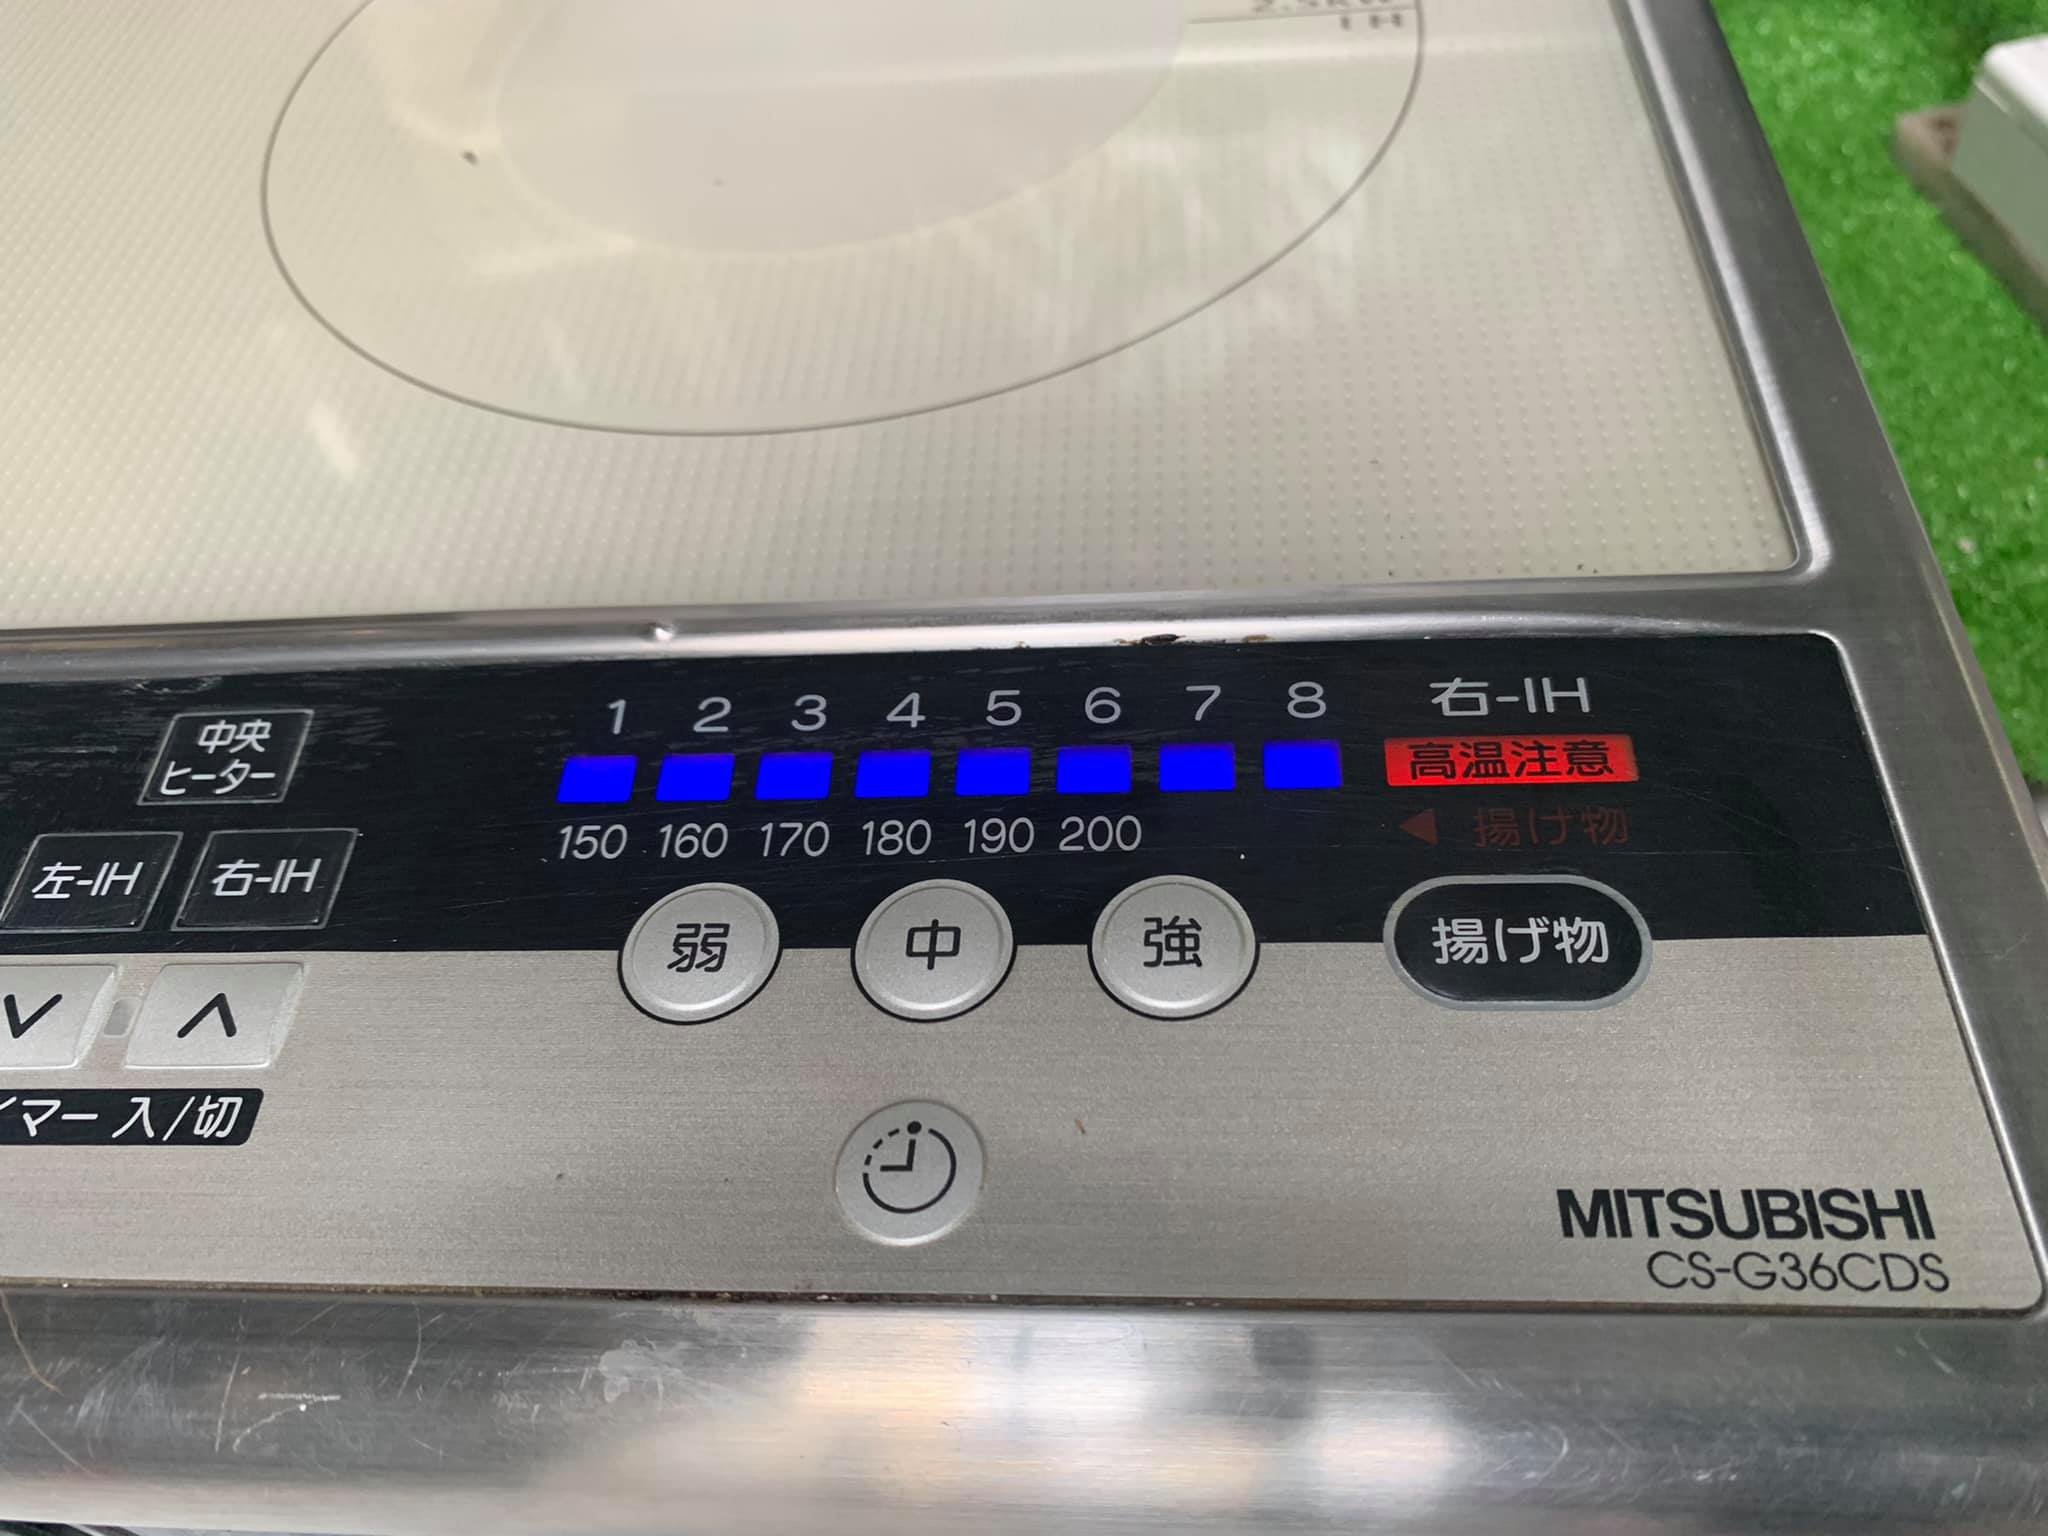 2.5kW
IH
1 2 3 4 5 6 7 8 右-IH
高温注意
150 160 170 180 190 200 ◀ 揚げ物
中央
ヒーター
左-IH 右-IH
弱 中 強 揚げ物
マー 入/切
MITSUBISHI
CS-G36CDS